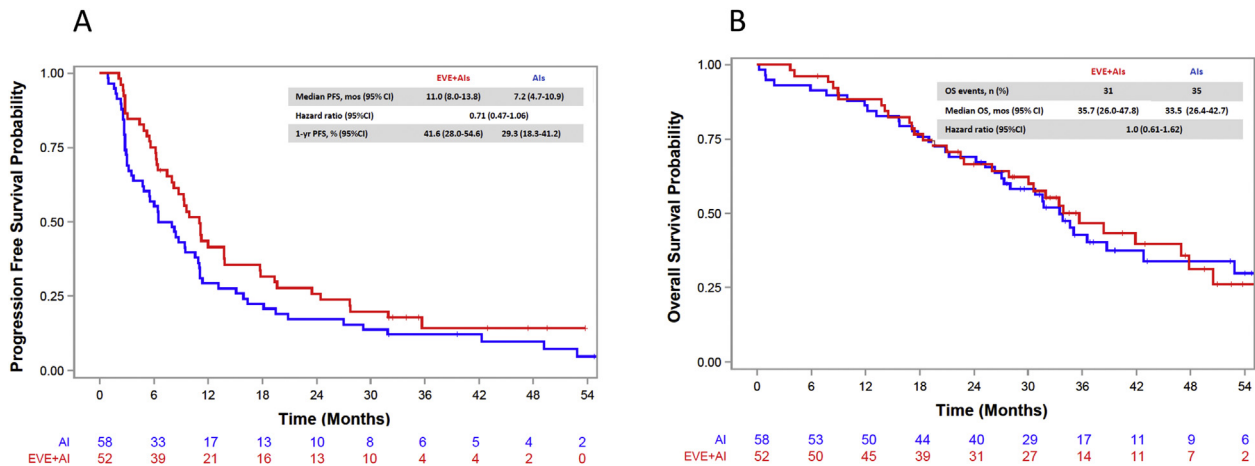 A
Progression Free Survival Probability
1.00
0.75
0.50
0.25
0.00
EVE+AIs AIs
Median PFS, mos (95% CI) 11.0 (8.0-13.8) 7.2 (4.7-10.9)
Hazard ratio (95%CI) 0.71 (0.47-1.06)
1-yr PFS, % (95%CI) 41.6 (28.0-54.6) 29.3 (18.3-41.2)
0 6 12 18 24 30 36 42 48 54
Time (Months)
AI 58 33 17 13 10 8 6 5 4 2
EVE+AI 52 39 21 16 13 10 4 4 2 0
B
Overall Survival Probability
1.00
0.75
0.50
0.25
0.00
EVE+AIs AIs
OS events, n (%) 31 35
Median OS, mos (95% CI) 35.7 (26.0-47.8) 33.5 (26.4-42.7)
Hazard ratio (95%CI) 1.0 (0.61-1.62)
0 6 12 18 24 30 36 42 48 54
Time (Months)
AI 58 53 50 44 40 29 17 11 9 6
EVE+AI 52 50 45 39 31 27 14 11 7 2